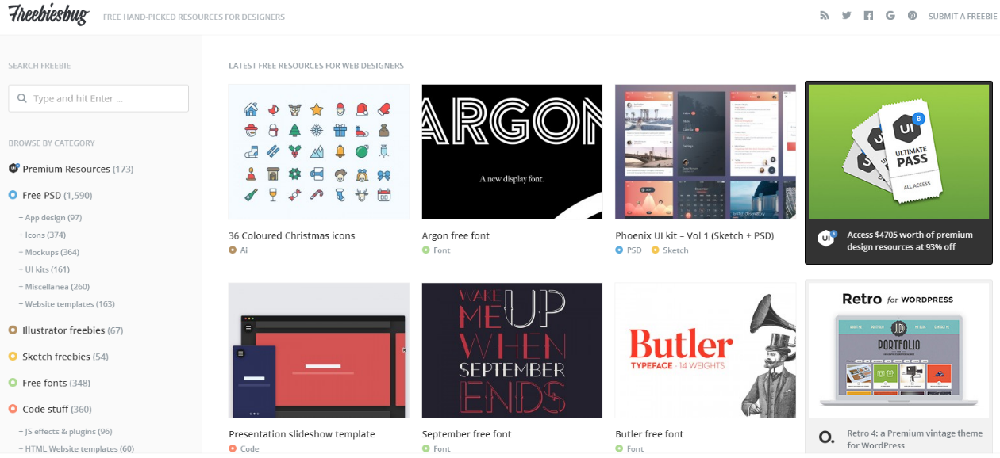 Freebiesbug
FREE HAND-PICKED RESOURCES FOR DESIGNERS
SUBMIT A FREEBIE
SEARCH FREEBIE
Type and hit Enter ...
BROWSE BY CATEGORY
Premium Resources (173)
Free PSD (1,590)
+ App design (97)
+ Icons (374)
+ Mockups (364)
+ UI kits (161)
+ Miscellanea (260)
+ Website templates (163)
Illustrator freebies (67)
Sketch freebies (54)
Free fonts (348)
Code stuff (360)
+ JS effects & plugins (96)
+ HTML Website templates (60)
LATEST FREE RESOURCES FOR WEB DESIGNERS
36 Coloured Christmas icons
Ai
ARGON
A new display font.
Argon free font
Font
Phoenix UI kit – Vol 1 (Sketch + PSD)
PSD Sketch
UI 8
ULTIMATE
PASS
ALL ACCESS
UI
Access $4705 worth of premium
design resources at 93% off
Presentation slideshow template
Code
WAKE
ME UP
WHEN
SEPTEMBER
ENDS
September free font
Font
Butler
TYPEFACE - 14 WEIGHTS
Butler free font
Font
Retro for WORDPRESS
PORTFOLIO
O.
Retro 4: a Premium vintage theme
for WordPress